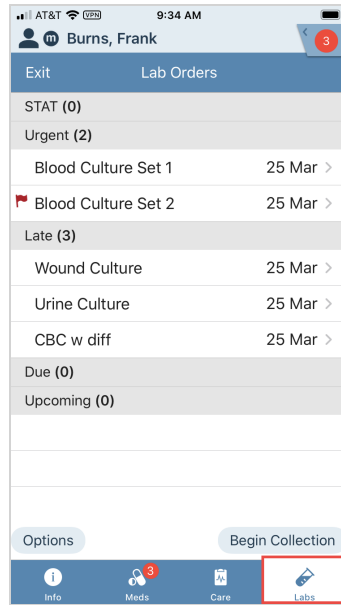 AT&T VPN 9:34 AM
m Burns, Frank 3
Exit Lab Orders
STAT (0)
Urgent (2)
Blood Culture Set 1 25 Mar
Blood Culture Set 2 25 Mar
Late (3)
Wound Culture 25 Mar
Urine Culture 25 Mar
CBC w diff 25 Mar
Due (0)
Upcoming (0)
Options Begin Collection
3
Info Meds Care Labs